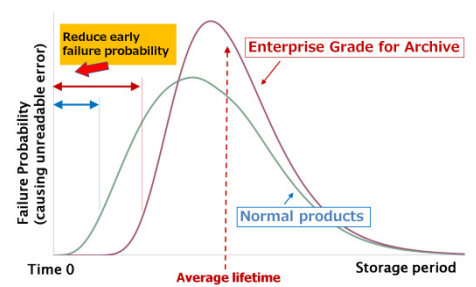 Reduce early
failure probability
Enterprise Grade for Archive
Failure Probability
(causing unreadable error)
Normal products
Time 0
Average lifetime
Storage period